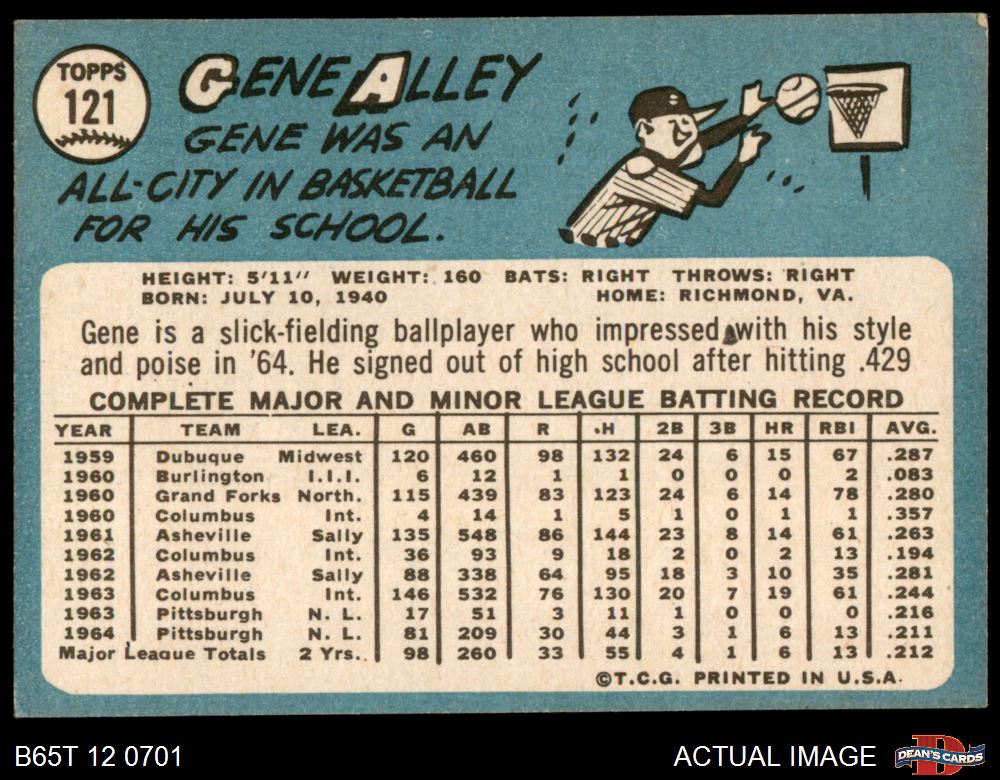 TOPPS
121
GENE ALLEY
GENE WAS AN
ALL-CITY IN BASKETBALL
FOR HIS SCHOOL.
HEIGHT: 5'11" WEIGHT: 160 BATS: RIGHT THROWS: RIGHT
BORN: JULY 10, 1940 HOME: RICHMOND, VA.
Gene is a slick-fielding ballplayer who impressed with his style
and poise in '64. He signed out of high school after hitting .429
COMPLETE MAJOR AND MINOR LEAGUE BATTING RECORD
YEAR TEAM LEA. G AB R H 2B 3B HR RBI AVG.
1959 Dubuque Midwest 120 460 98 132 24 6 15 67 .287
1960 Burlington I.I.I. 6 12 1 1 0 0 0 2 .083
1960 Grand Forks North. 115 439 83 123 24 6 14 78 .280
1960 Columbus Int. 4 14 1 5 1 0 1 1 .357
1961 Asheville Sally 135 548 86 144 23 8 14 61 .263
1962 Columbus Int. 36 93 9 18 2 0 2 13 .194
1962 Asheville Sally 88 338 64 95 18 3 10 35 .281
1963 Columbus Int. 146 532 76 130 20 7 19 61 .244
1963 Pittsburgh N. L. 17 51 3 11 1 0 0 0 .216
1964 Pittsburgh N. L. 81 209 30 44 3 1 6 13 .211
Major League Totals 2 Yrs. 98 260 33 55 4 1 6 13 .212
©T.C.G. PRINTED IN U.S.A.
B65T 12 0701 ACTUAL IMAGE DEAN'S CARDS